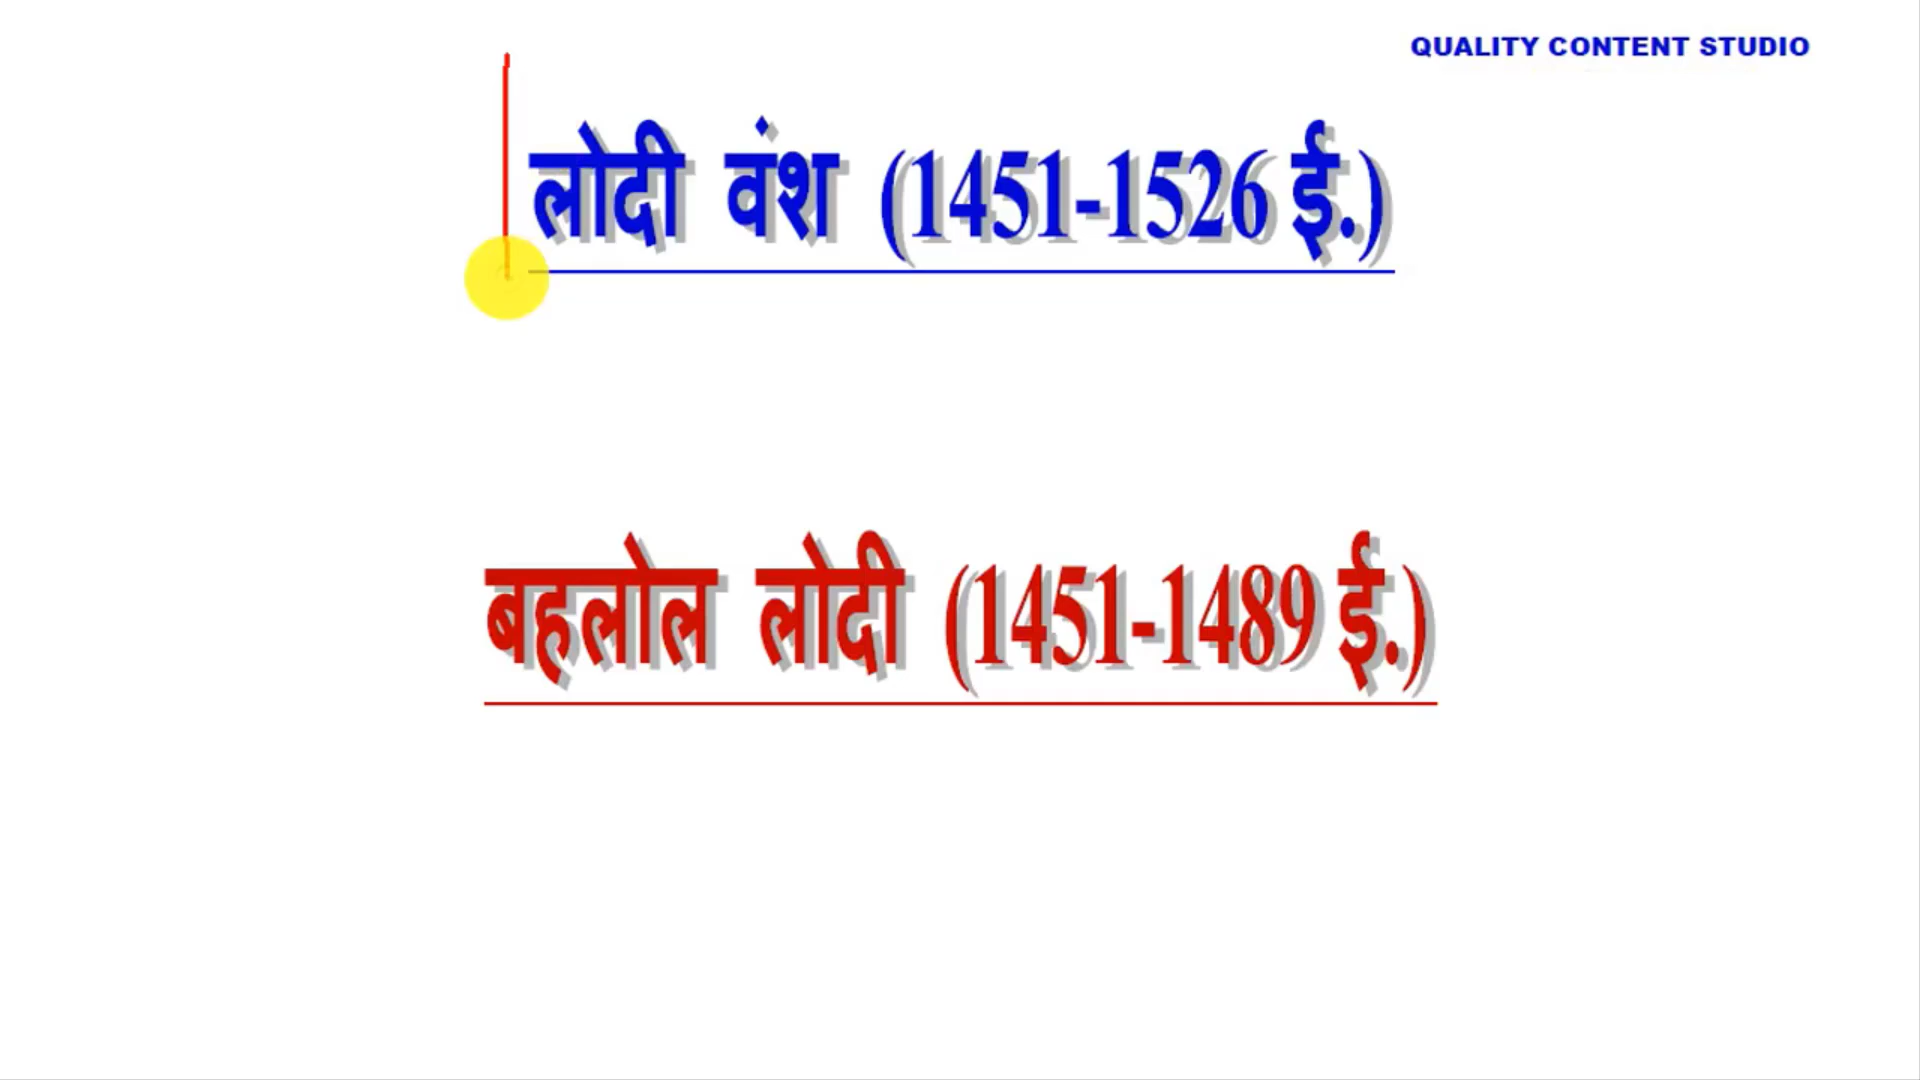 QUALITY CONTENT STUDIO
लोदी वंश (1451-1526 ई.)
बहलोल लोदी (1451-1489 ई.)